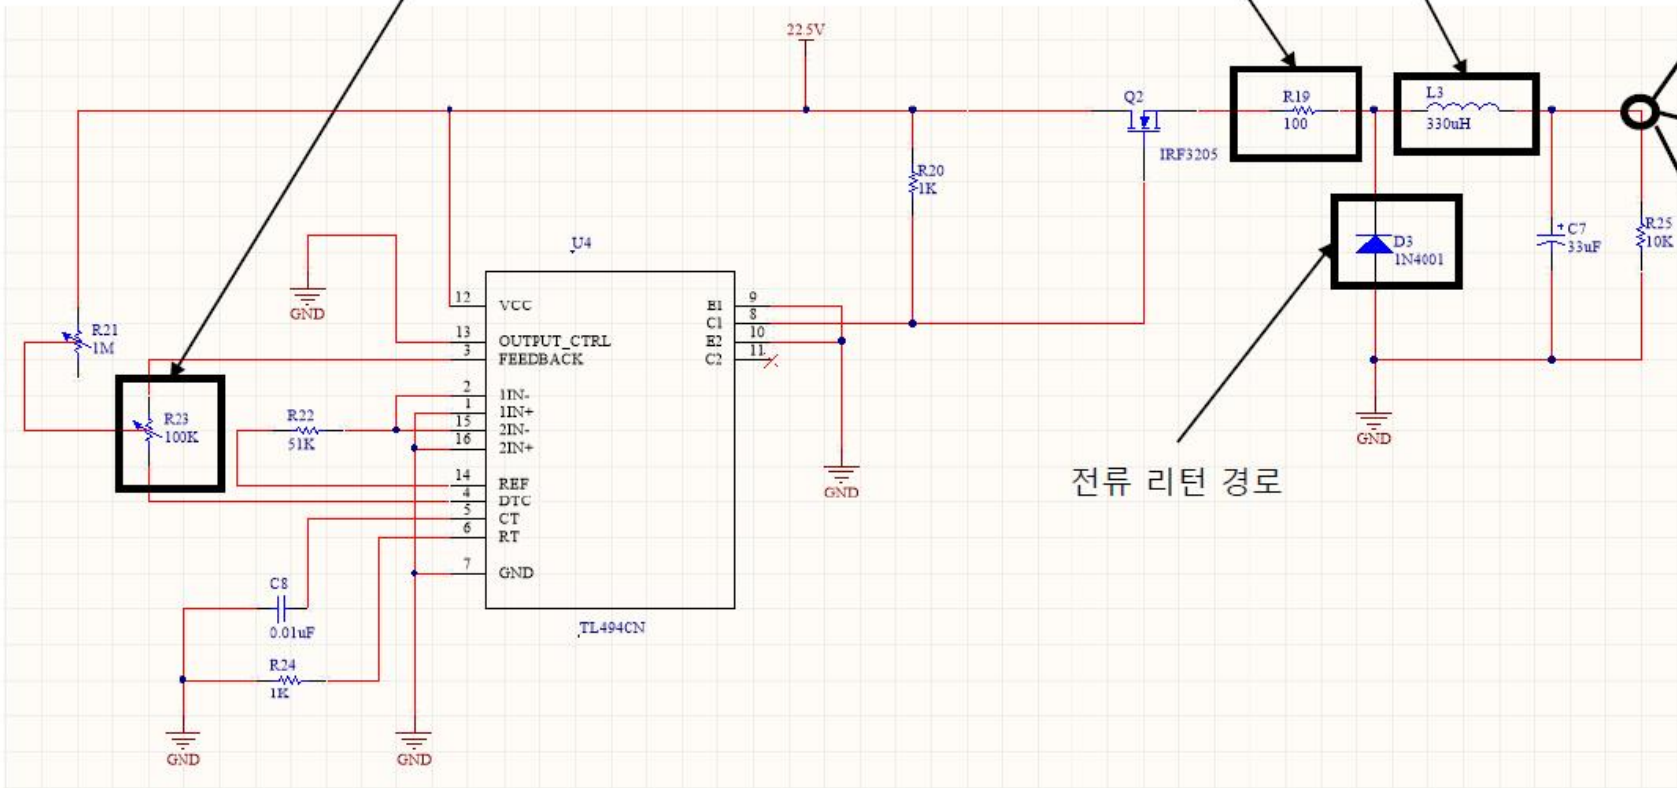 22.5V
Q2
IRF3205
R19
100
L3
330uH
R20
1K
R25
10K
C7
33uF
+
D3
1N4001
GND
전류 리턴 경로
U4
R21
1M
GND
12
VCC
13
OUTPUT_CTRL
3
FEEDBACK
2
1IN-
1
1IN+
15
2IN-
16
2IN+
14
REF
4
DTC
5
CT
6
RT
7
GND
E1
9
C1
8
E2
10
C2
11
R23
100K
R22
51K
GND
C8
0.01uF
R24
1K
TL494CN
GND
GND